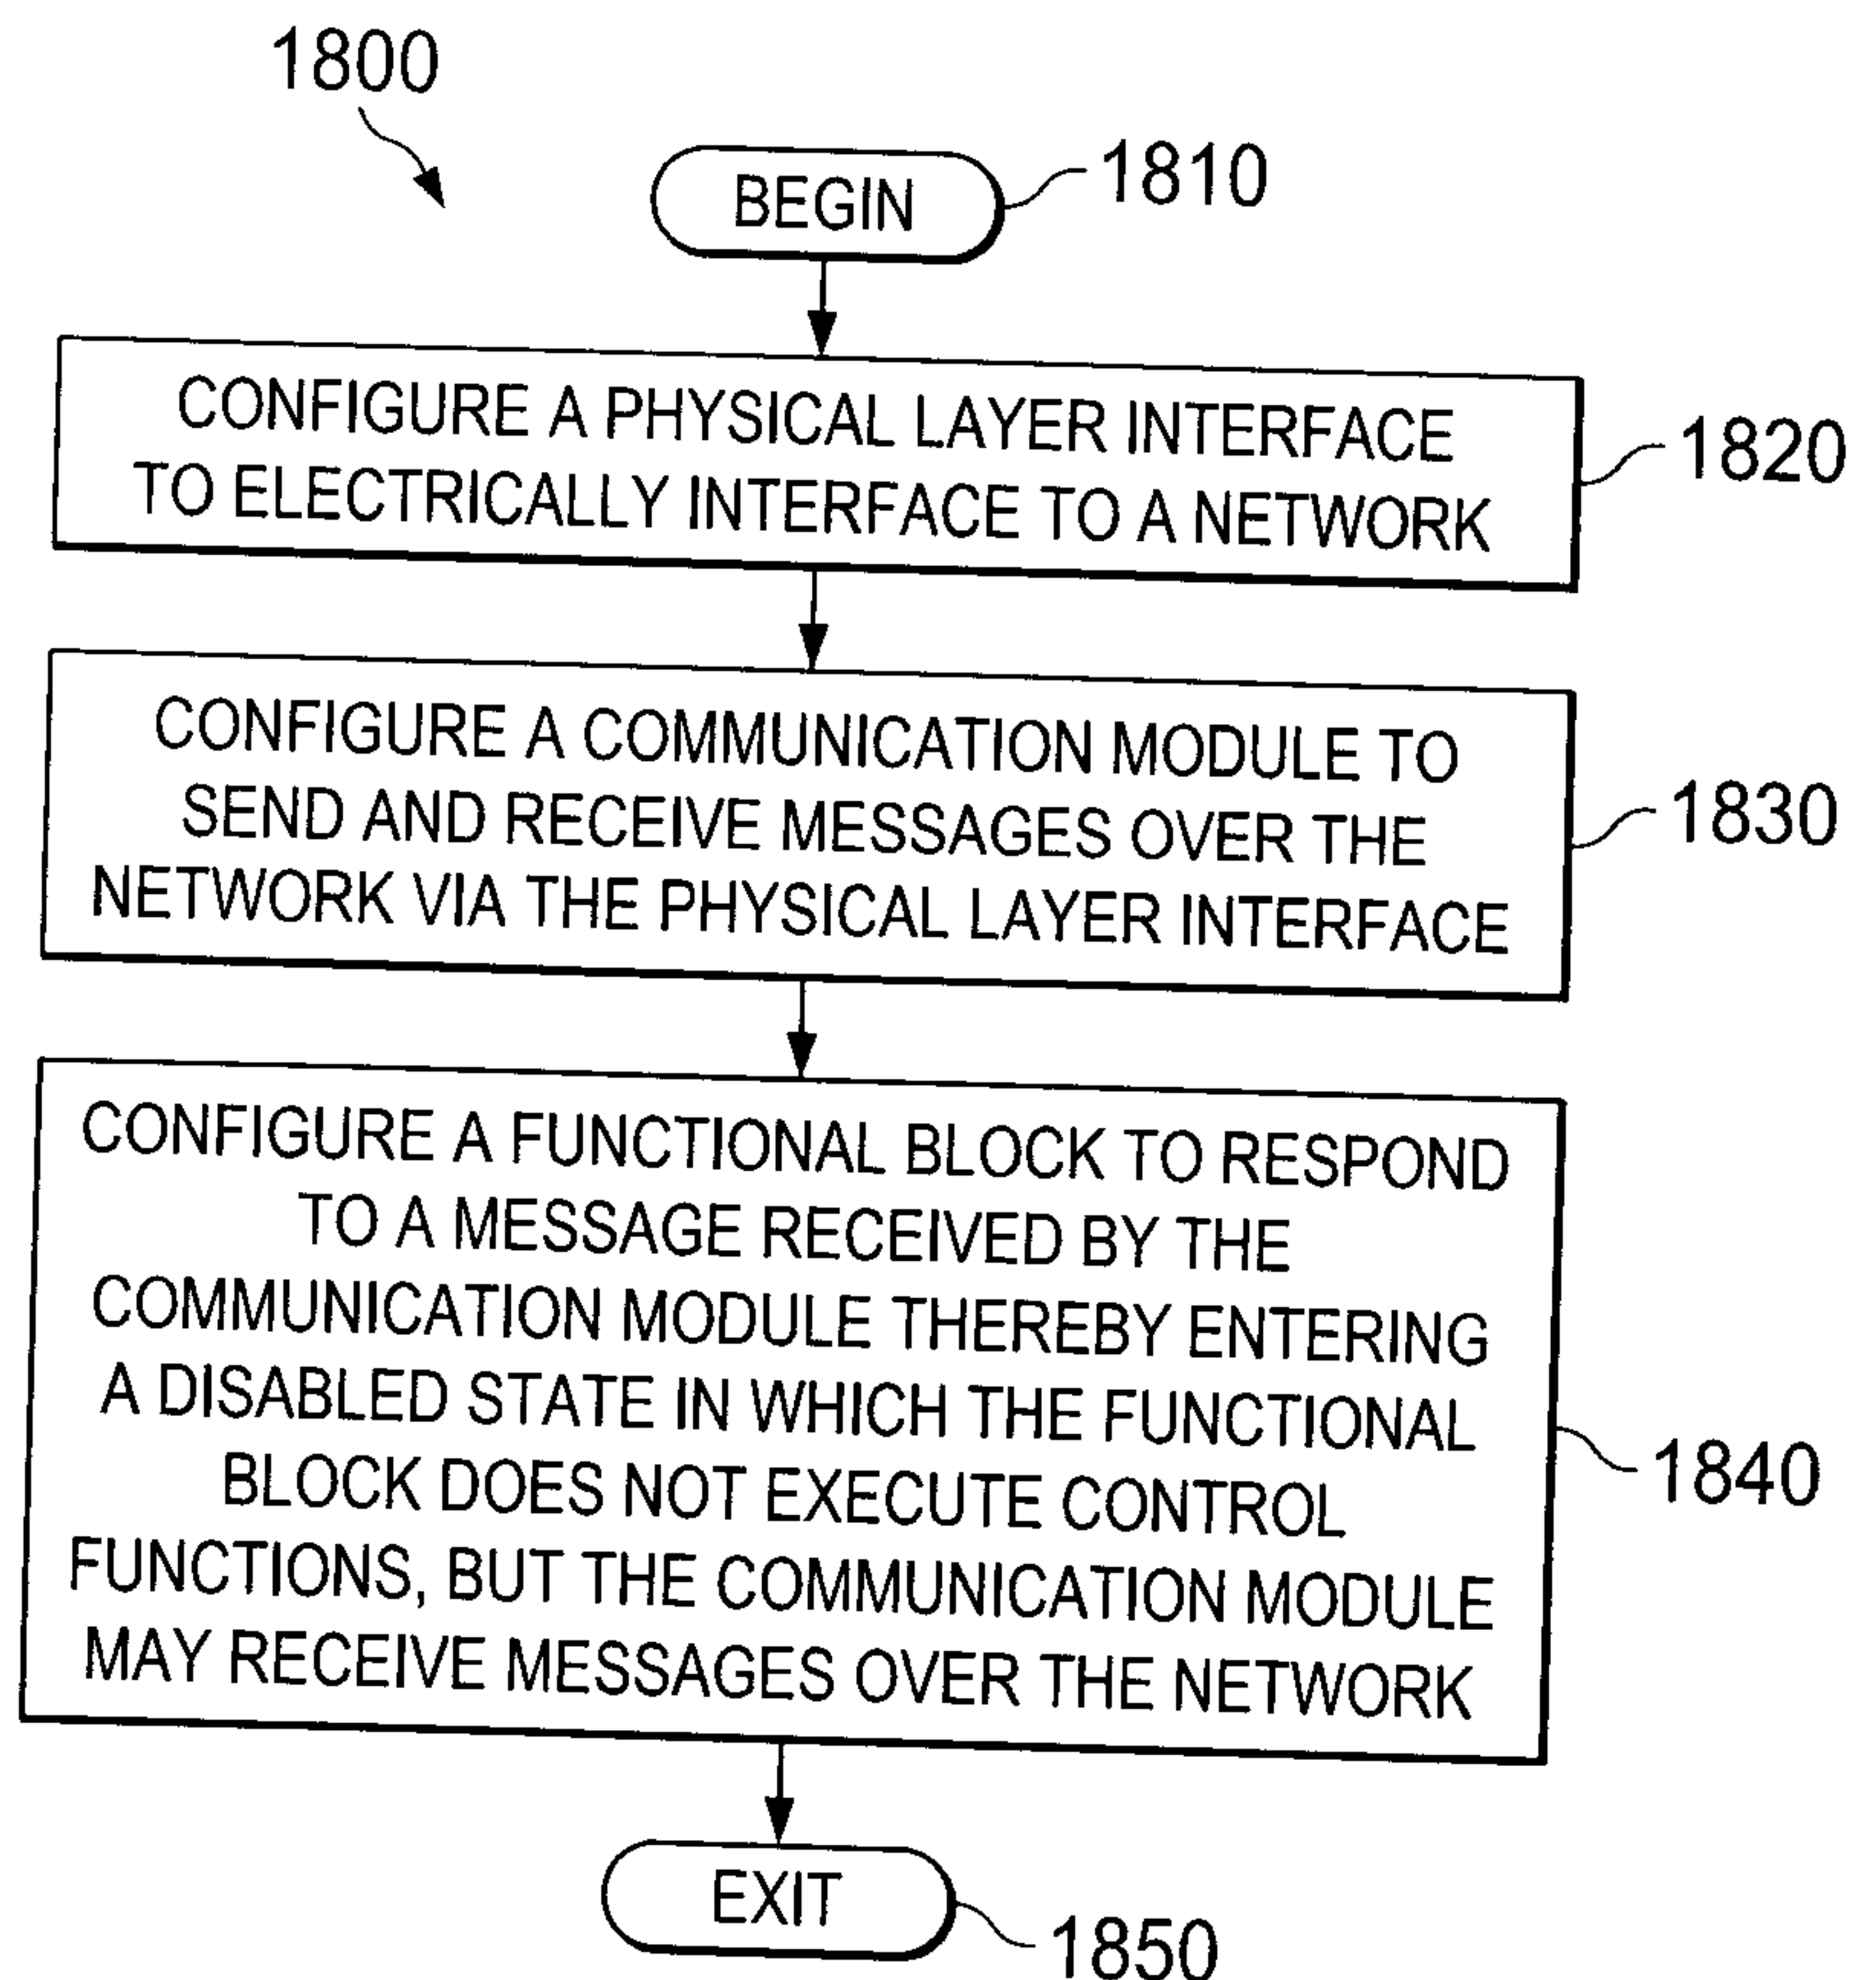 1800
BEGIN
1810
CONFIGURE A PHYSICAL LAYER INTERFACE
TO ELECTRICALLY INTERFACE TO A NETWORK
1820
CONFIGURE A COMMUNICATION MODULE TO
SEND AND RECEIVE MESSAGES OVER THE
NETWORK VIA THE PHYSICAL LAYER INTERFACE
1830
CONFIGURE A FUNCTIONAL BLOCK TO RESPOND
TO A MESSAGE RECEIVED BY THE
COMMUNICATION MODULE THEREBY ENTERING
A DISABLED STATE IN WHICH THE FUNCTIONAL
BLOCK DOES NOT EXECUTE CONTROL
FUNCTIONS, BUT THE COMMUNICATION MODULE
MAY RECEIVE MESSAGES OVER THE NETWORK
1840
EXIT
1850